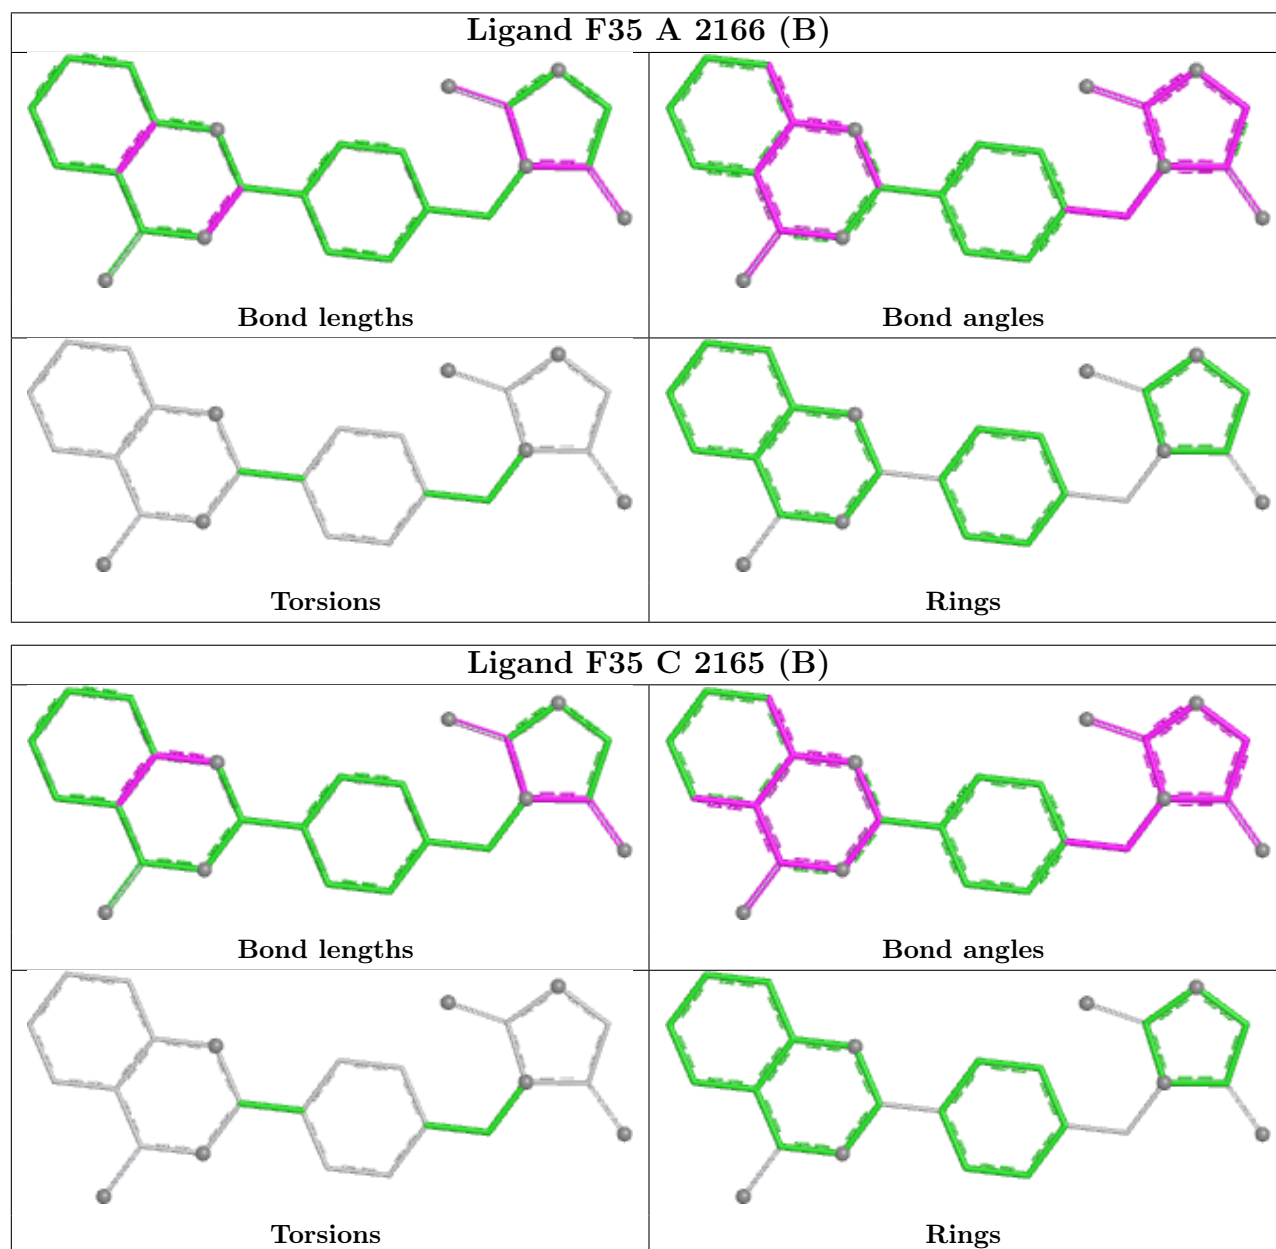 Ligand F35 A 2166 (B)
Bond lengths
Bond angles
Torsions
Rings
Ligand F35 C 2165 (B)
Bond lengths
Bond angles
Torsions
Rings